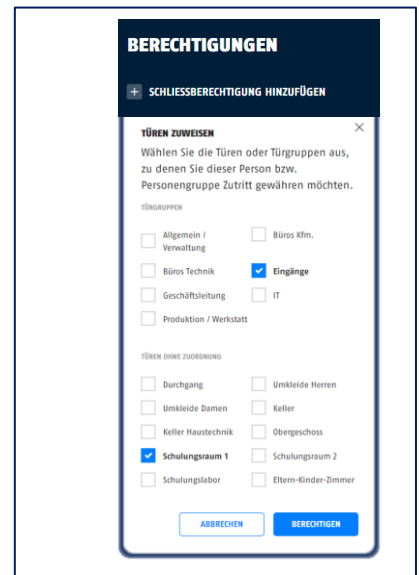 BERECHTIGUNGEN
+ SCHLIESSBERECHTIGUNG HINZUFÜGEN
TÜREN ZUWEISEN
Wählen Sie die Türen oder Türgruppen aus,
zu denen Sie dieser Person bzw.
Personengruppe Zutritt gewähren möchten.
TÜRGRUPPEN
Allgemein /
Verwaltung
Büros Kfm.
Büros Technik
Eingänge
Geschäftsleitung
IT
Produktion / Werkstatt
TÜREN OHNE ZUORDNUNG
Durchgang
Umkleide Herren
Umkleide Damen
Keller
Keller Haustechnik
Obergeschoss
Schulungsraum 1
Schulungsraum 2
Schulungslabor
Eltern-Kinder-Zimmer
ABBRECHEN
BERECHTIGEN